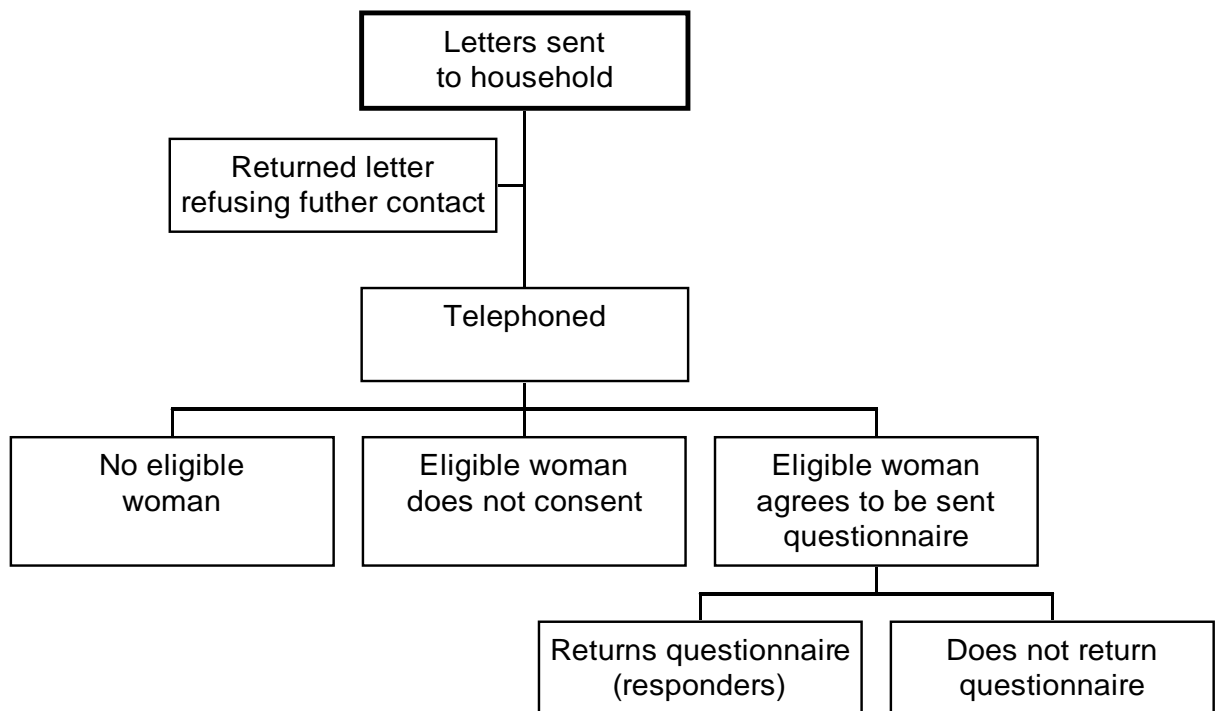 Letters sent
to household
Returned letter
refusing futher contact
Telephoned
No eligible
woman
Eligible woman
does not consent
Eligible woman
agrees to be sent
questionnaire
Returns questionnaire
(responders)
Does not return
questionnaire